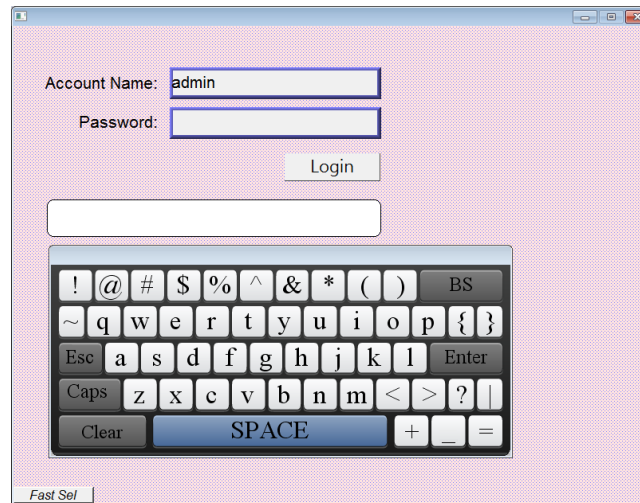 Account Name: admin
Password:
Login
! @ # $ % ^ & * ( ) BS
~ q w e r t y u i o p { }
Esc a s d f g h j k l Enter
Caps z x c v b n m < > ? |
Clear SPACE + _ =
Fast Sel